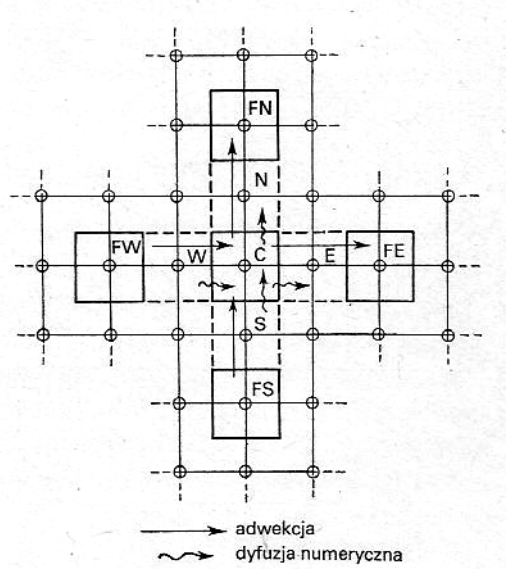 FN
N
FW W C E FE
S
FS
adwekcja
dyfuzja numeryczna